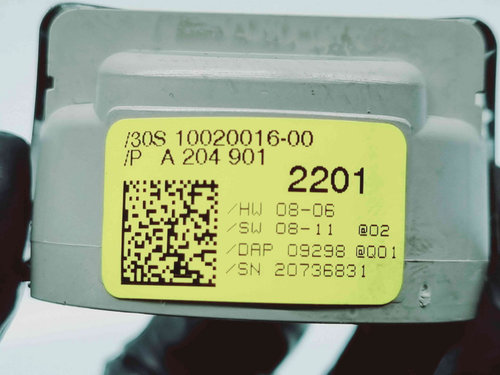 /30S 10020016-00
/P A 204 901
2201
/HW 08-06
/SW 08-11 @02
/DAP 09298 @Q01
/SN 20736831